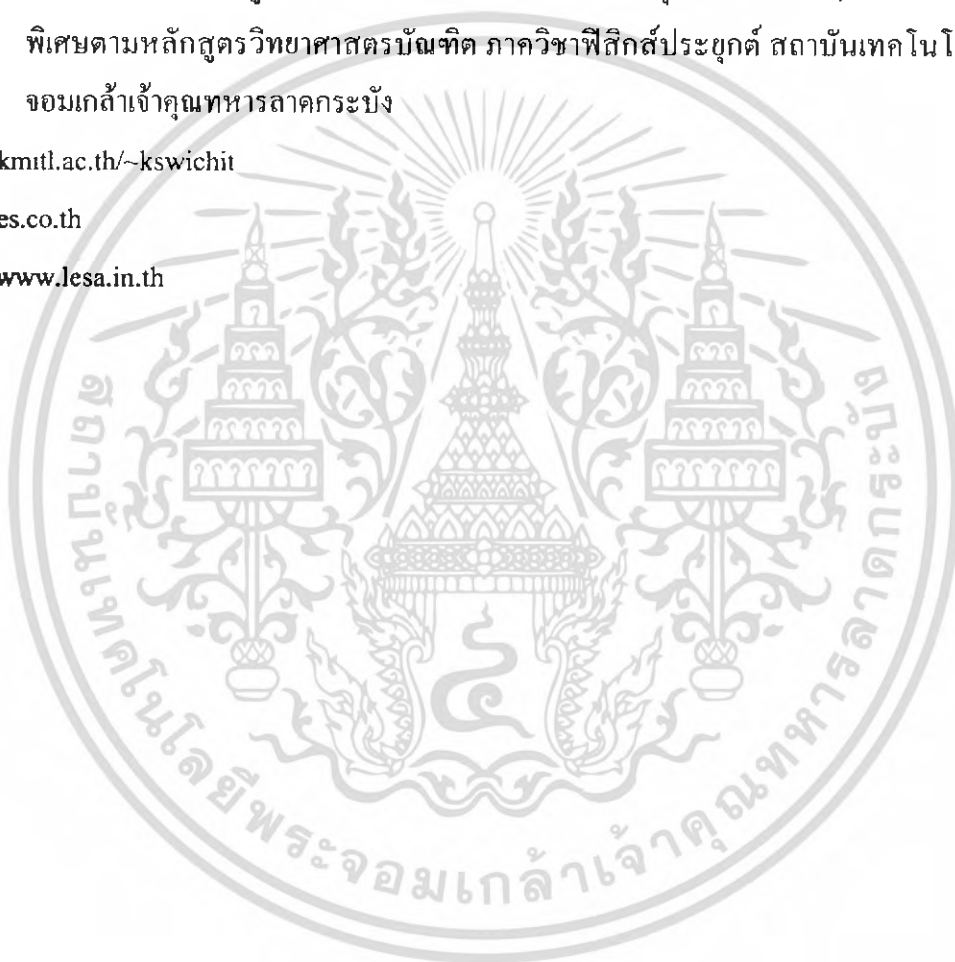 พิเศษตามหลักสูตรวิทยาศาสตรบัณฑิต ภาควิชาฟิสิกส์ประยุกต์ สถาบันเทคโนโ
จอมเกล้าเจ้าคุณทหารลาดกระบัง
kmitl.ac.th/~kswichit
es.co.th
www.lesa.in.th
สถาบันเทคโนโลยีพระจอมเกล้าเจ้าคุณทหารลาดกระบัง